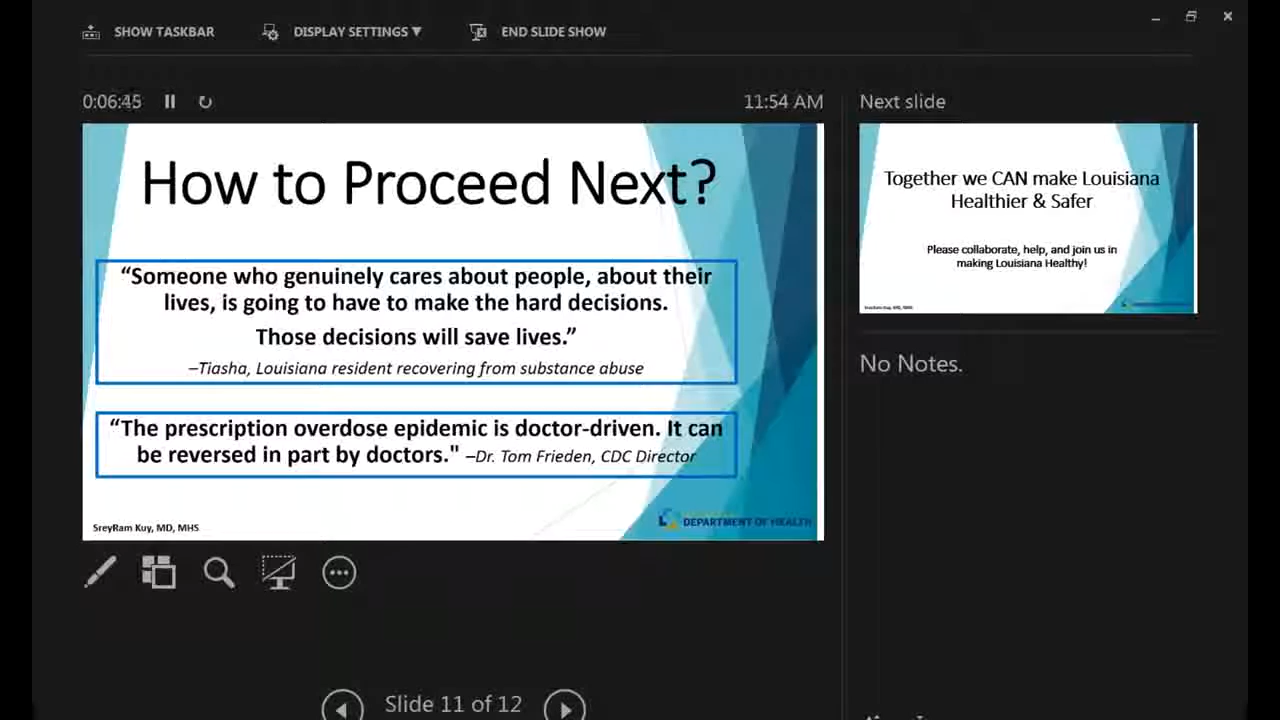 SHOW TASKBAR
DISPLAY SETTINGS ▼
END SLIDE SHOW
0:06:45
11:54 AM
How to Proceed Next?
“Someone who genuinely cares about people, about their
lives, is going to have to make the hard decisions.
Those decisions will save lives.”
–Tiasha, Louisiana resident recovering from substance abuse
“The prescription overdose epidemic is doctor-driven. It can
be reversed in part by doctors." –Dr. Tom Frieden, CDC Director
SreyRam Kuy, MD, MHS
DEPARTMENT OF HEALTH
Slide 11 of 12
Next slide
Together we CAN make Louisiana
Healthier & Safer
Please collaborate, help, and join us in
making Louisiana Healthy!
SreyRam Kuy, MD, MHS
No Notes.